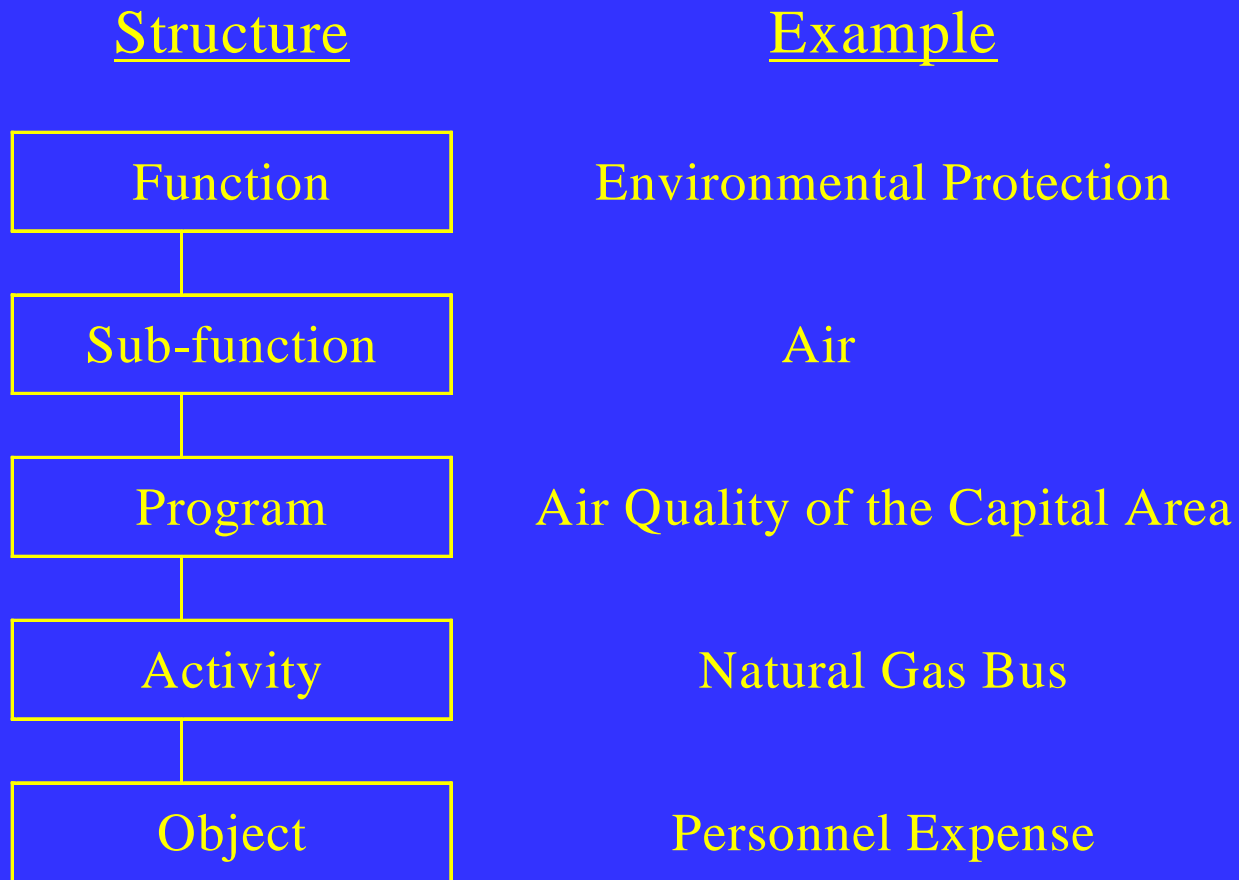 Structure Example
Function Environmental Protection
Sub-function Air
Program Air Quality of the Capital Area
Activity Natural Gas Bus
Object Personnel Expense